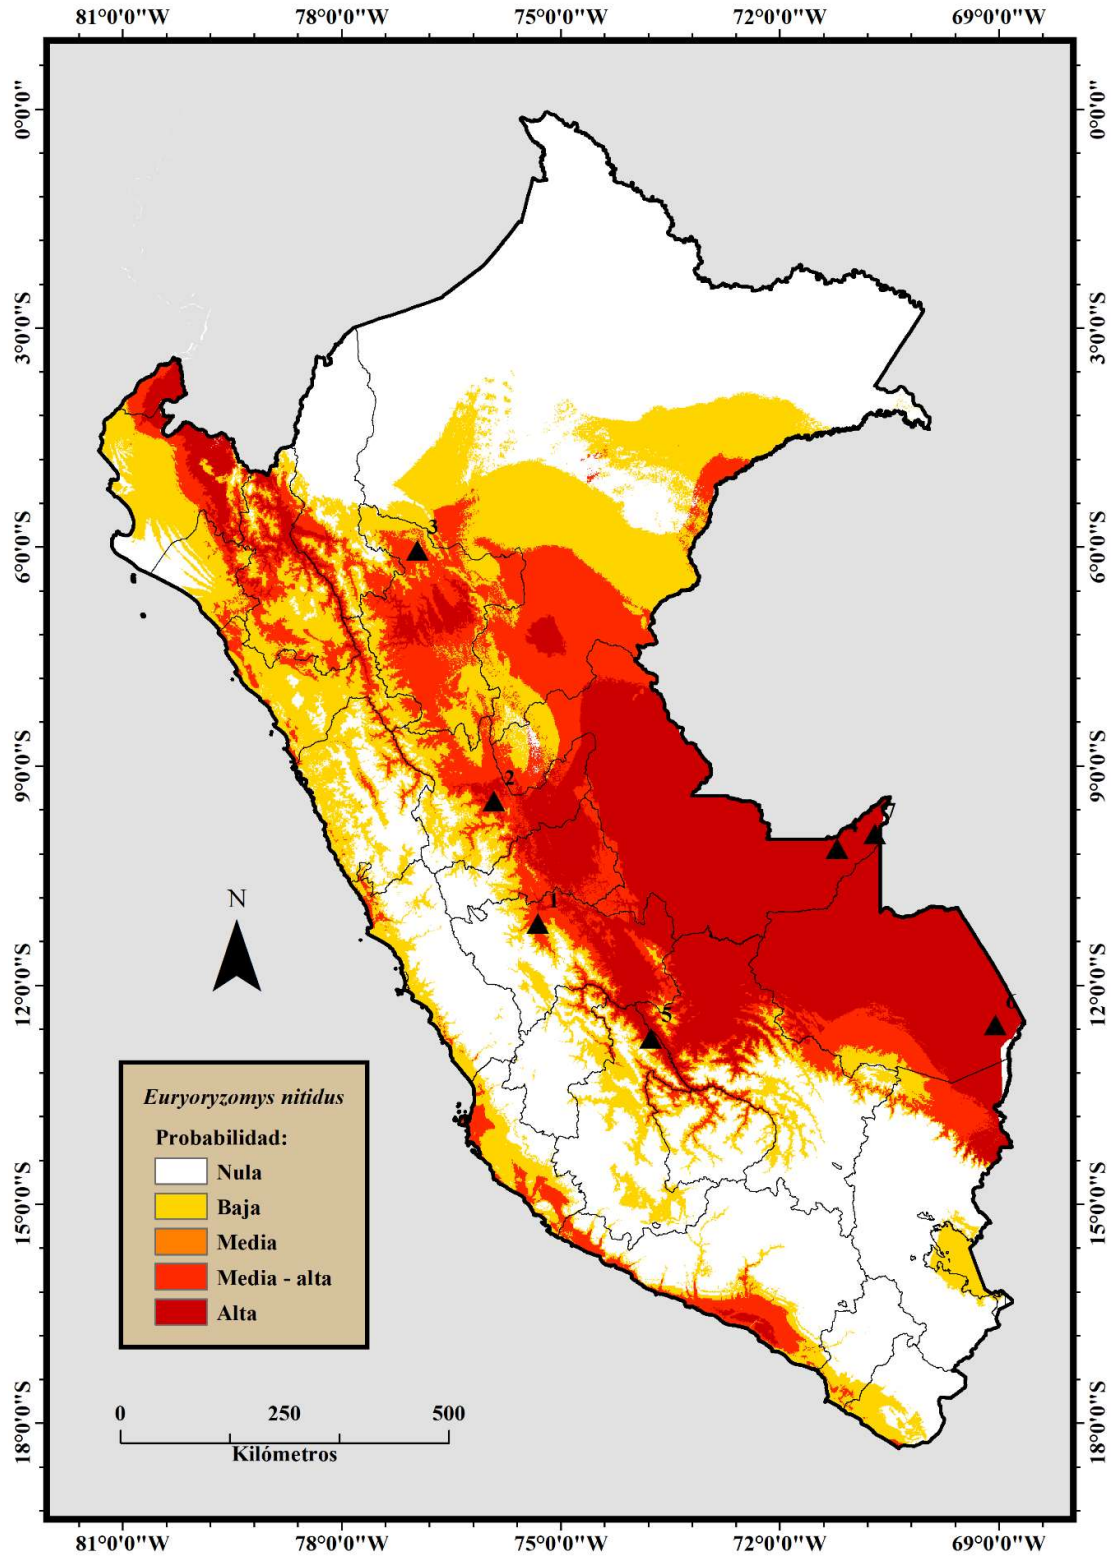 81°0'0"W 78°0'0"W 75°0'0"W 72°0'0"W 69°0'0"W
0°0'0" 0°0'0"
3°0'0"S 3°0'0"S
3
6°0'0"S 6°0'0"S
2
9°0'0"S 9°0'0"S
7
1
N
12°0'0"S 12°0'0"S
5
Euryoryzomys nitidus
Probabilidad:
Nula
Baja
Media
Media - alta
Alta
15°0'0"S 15°0'0"S
0 250 500
Kilómetros
18°0'0"S 18°0'0"S
81°0'0"W 78°0'0"W 75°0'0"W 72°0'0"W 69°0'0"W